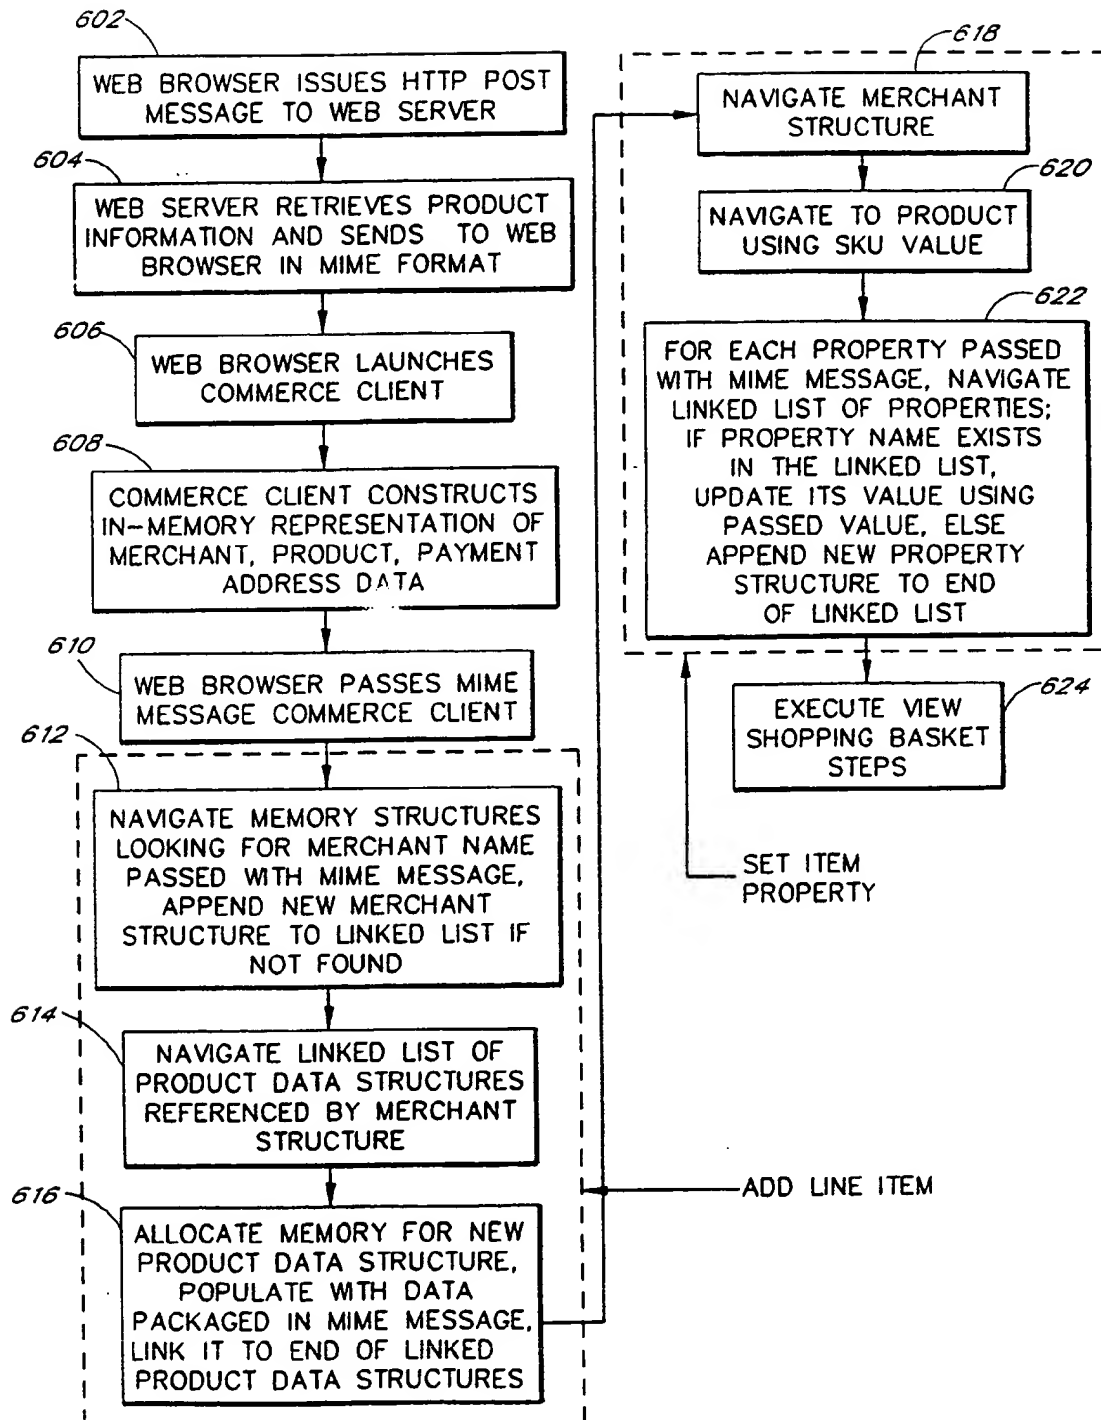 602
WEB BROWSER ISSUES HTTP POST
MESSAGE TO WEB SERVER
604
WEB SERVER RETRIEVES PRODUCT
INFORMATION AND SENDS TO WEB
BROWSER IN MIME FORMAT
606
WEB BROWSER LAUNCHES
COMMERCE CLIENT
608
COMMERCE CLIENT CONSTRUCTS
IN-MEMORY REPRESENTATION OF
MERCHANT, PRODUCT, PAYMENT
ADDRESS DATA
610
WEB BROWSER PASSES MIME
MESSAGE COMMERCE CLIENT
612
NAVIGATE MEMORY STRUCTURES
LOOKING FOR MERCHANT NAME
PASSED WITH MIME MESSAGE,
APPEND NEW MERCHANT
STRUCTURE TO LINKED LIST IF
NOT FOUND
614
NAVIGATE LINKED LIST OF
PRODUCT DATA STRUCTURES
REFERENCED BY MERCHANT
STRUCTURE
616
ALLOCATE MEMORY FOR NEW
PRODUCT DATA STRUCTURE,
POPULATE WITH DATA
PACKAGED IN MIME MESSAGE,
LINK IT TO END OF LINKED
PRODUCT DATA STRUCTURES
ADD LINE ITEM
618
NAVIGATE MERCHANT
STRUCTURE
620
NAVIGATE TO PRODUCT
USING SKU VALUE
622
FOR EACH PROPERTY PASSED
WITH MIME MESSAGE, NAVIGATE
LINKED LIST OF PROPERTIES;
IF PROPERTY NAME EXISTS
IN THE LINKED LIST,
UPDATE ITS VALUE USING
PASSED VALUE, ELSE
APPEND NEW PROPERTY
STRUCTURE TO END
OF LINKED LIST
624
EXECUTE VIEW
SHOPPING BASKET
STEPS
SET ITEM
PROPERTY